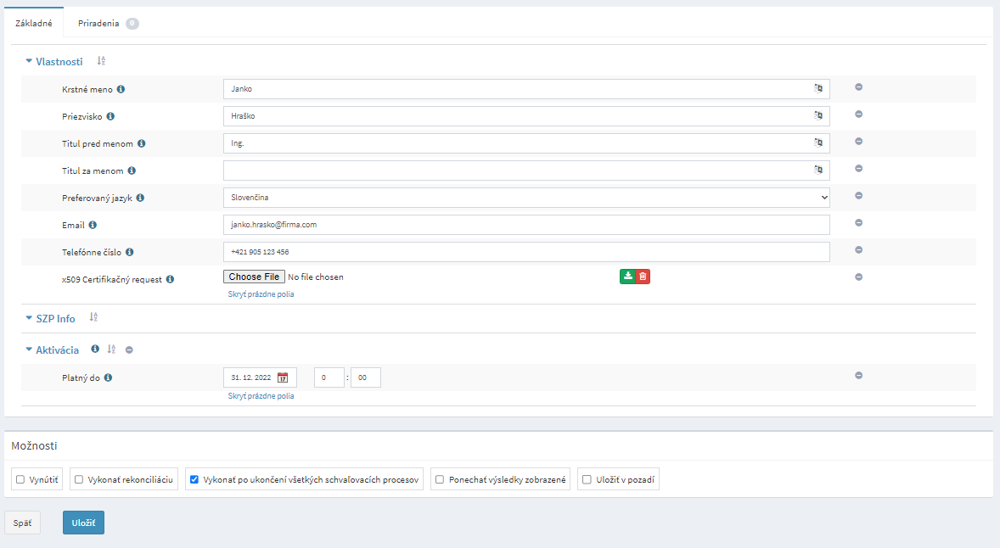 Základné Priradenia 0
Vlastnosti
Krstné meno Janko
Priezvisko Hraško
Titul pred menom Ing.
Titul za menom
Preferovaný jazyk Slovenčina
Email janko.hrasko@firma.com
Telefónne číslo +421 905 123 456
x509 Certifikačný request Choose File No file chosen
Skryť prázdne polia
SZP Info
Aktivácia
Platný do 31. 12. 2022 0 : 00
Skryť prázdne polia
Možnosti
Vynútiť Vykonať rekonciliáciu Vykonať po ukončení všetkých schvaľovacích procesov Ponechať výsledky zobrazené Uložiť v pozadí
Späť Uložiť